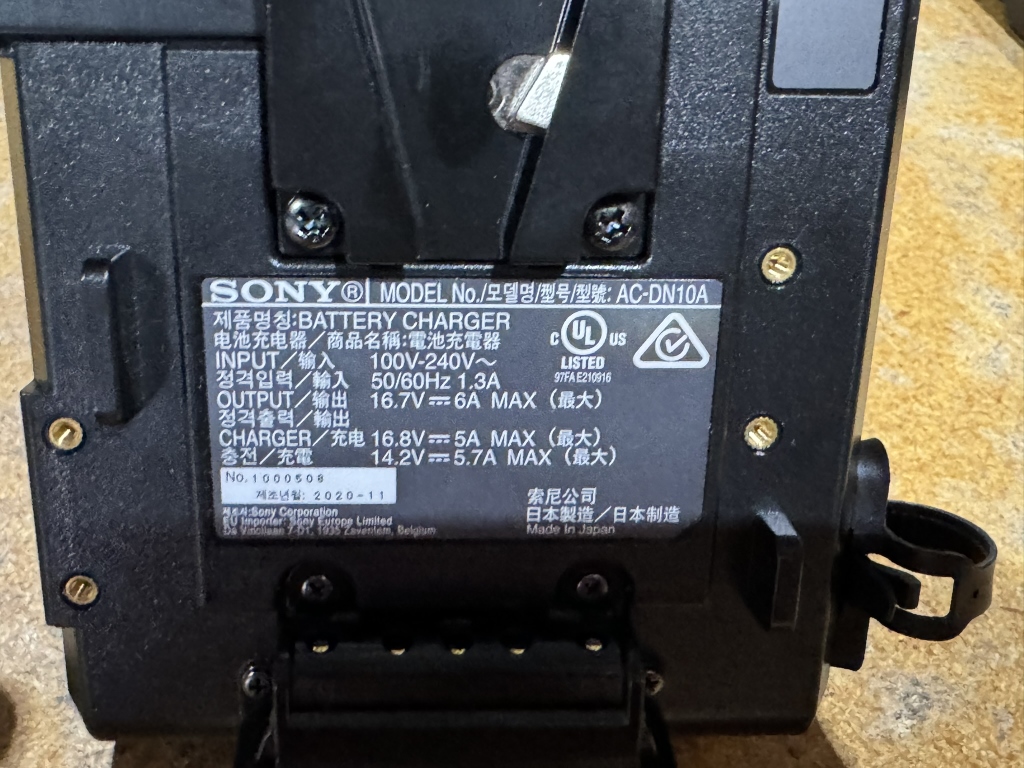 SONY® MODEL No./모델명/型号/型號: AC-DN10A
제품명칭:BATTERY CHARGER
电池充电器/商品名稱:電池充電器
INPUT/输入 100V-240V～
정격입력/輸入 50/60Hz 1.3A
OUTPUT/输出 16.7V⎓6A MAX (最大)
정격출력/輸出
CHARGER/充电 16.8V⎓5A MAX (最大)
충전/充電 14.2V⎓5.7A MAX (最大)
C UL US
LISTED
97FA E210916
No.1000508
제조년월: 2020-11
제조사:Sony Corporation
EU Importer: Sony Europe Limited
Da Vincilaan 7-D1, 1935 Zaventem, Belgium
索尼公司
日本製造/日本制造
Made In Japan